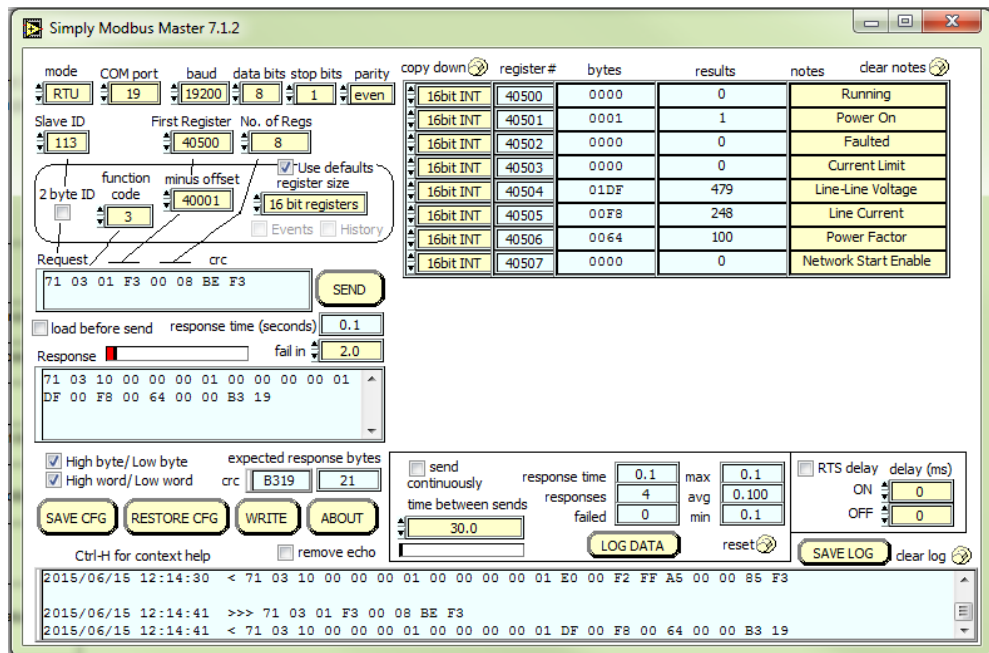 Simply Modbus Master 7.1.2
mode COM port baud data bits stop bits parity
RTU 19 19200 8 1 even
Slave ID First Register No. of Regs
113 40500 8
Use defaults
2 byte ID function code minus offset register size
3 40001 16 bit registers
Events History
Request crc
71 03 01 F3 00 08 BE F3
SEND
load before send response time (seconds) 0.1
Response fail in 2.0
71 03 10 00 00 00 01 00 00 00 00 01
DF 00 F8 00 64 00 00 B3 19
copy down register# bytes results notes clear notes
16bit INT 40500 0000 0 Running
16bit INT 40501 0001 1 Power On
16bit INT 40502 0000 0 Faulted
16bit INT 40503 0000 0 Current Limit
16bit INT 40504 01DF 479 Line-Line Voltage
16bit INT 40505 00F8 248 Line Current
16bit INT 40506 0064 100 Power Factor
16bit INT 40507 0000 0 Network Start Enable
High byte/Low byte expected response bytes
High word/Low word crc B319 21
SAVE CFG RESTORE CFG WRITE ABOUT
Ctrl-H for context help remove echo
send continuously response time 0.1 max 0.1
time between sends responses 4 avg 0.100
30.0 failed 0 min 0.1
LOG DATA reset
RTS delay delay (ms)
ON 0
OFF 0
SAVE LOG clear log
2015/06/15 12:14:30 < 71 03 10 00 00 00 01 00 00 00 00 01 E0 00 F2 FF A5 00 00 85 F3
2015/06/15 12:14:41 >>> 71 03 01 F3 00 08 BE F3
2015/06/15 12:14:41 < 71 03 10 00 00 00 01 00 00 00 00 01 DF 00 F8 00 64 00 00 B3 19